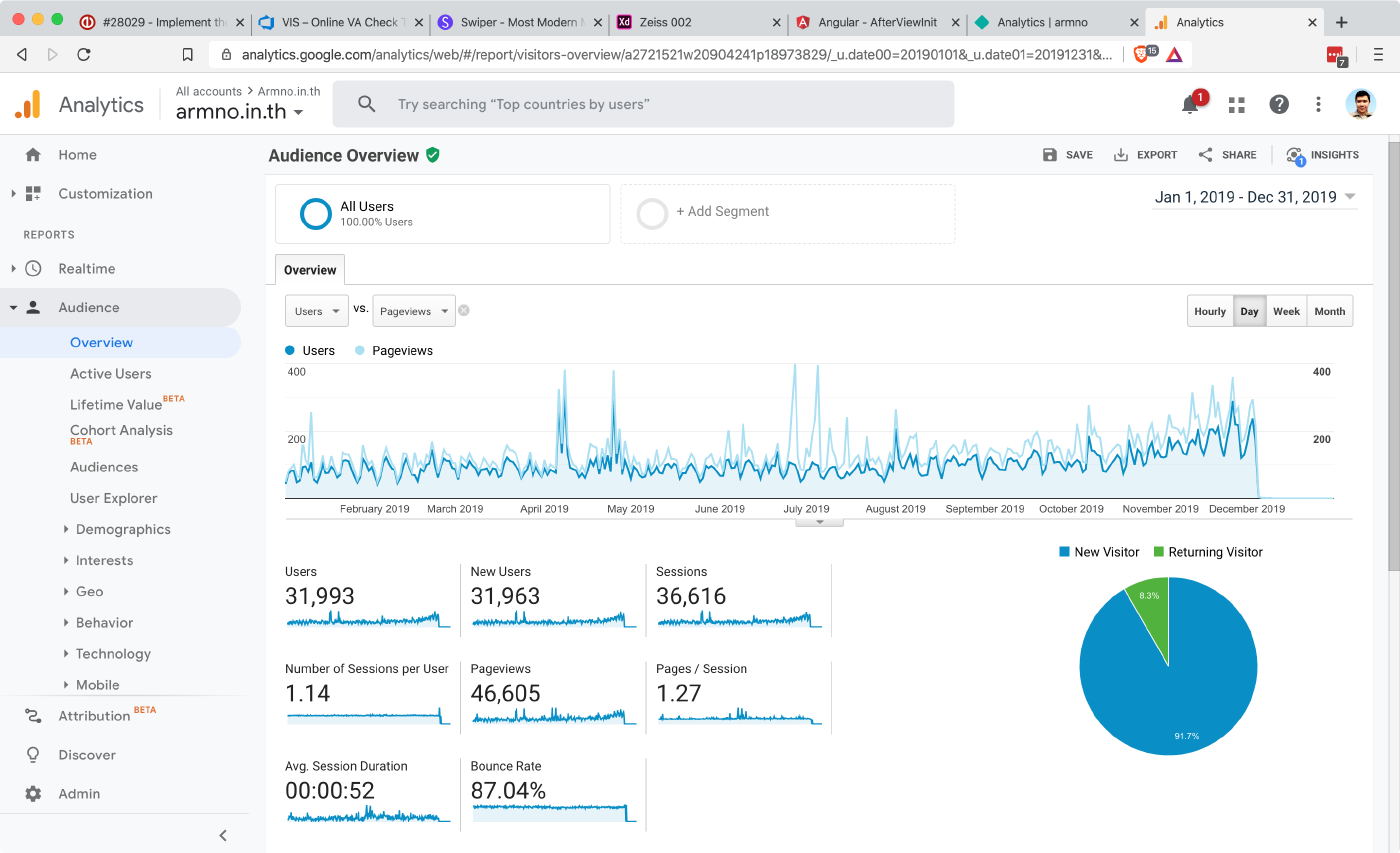 #28029 - Implement the
VIS – Online VA Check T
Swiper - Most Modern M
Xd Zeiss 002
Angular - AfterViewInit
Analytics | armno
Analytics
analytics.google.com/analytics/web/#/report/visitors-overview/a2721521w20904241p18973829/_u.date00=20190101&_u.date01=20191231&...
15
7
Analytics
All accounts > Armno.in.th
armno.in.th
Try searching “Top countries by users”
1
Home
Customization
REPORTS
Realtime
Audience
Overview
Active Users
Lifetime Value BETA
Cohort Analysis
BETA
Audiences
User Explorer
Demographics
Interests
Geo
Behavior
Technology
Mobile
Attribution BETA
Discover
Admin
Audience Overview
SAVE
EXPORT
SHARE
1
INSIGHTS
All Users
100.00% Users
+ Add Segment
Jan 1, 2019 - Dec 31, 2019
Overview
Users
vs.
Pageviews
Hourly
Day
Week
Month
Users
Pageviews
400
400
200
200
February 2019
March 2019
April 2019
May 2019
June 2019
July 2019
August 2019
September 2019
October 2019
November 2019
December 2019
Users
31,993
New Users
31,963
Sessions
36,616
Number of Sessions per User
1.14
Pageviews
46,605
Pages / Session
1.27
Avg. Session Duration
00:00:52
Bounce Rate
87.04%
New Visitor
Returning Visitor
8.3%
91.7%